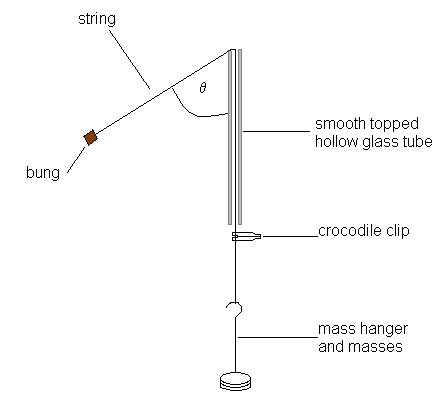 string
θ
smooth topped
hollow glass tube
bung
crocodile clip
mass hanger
and masses